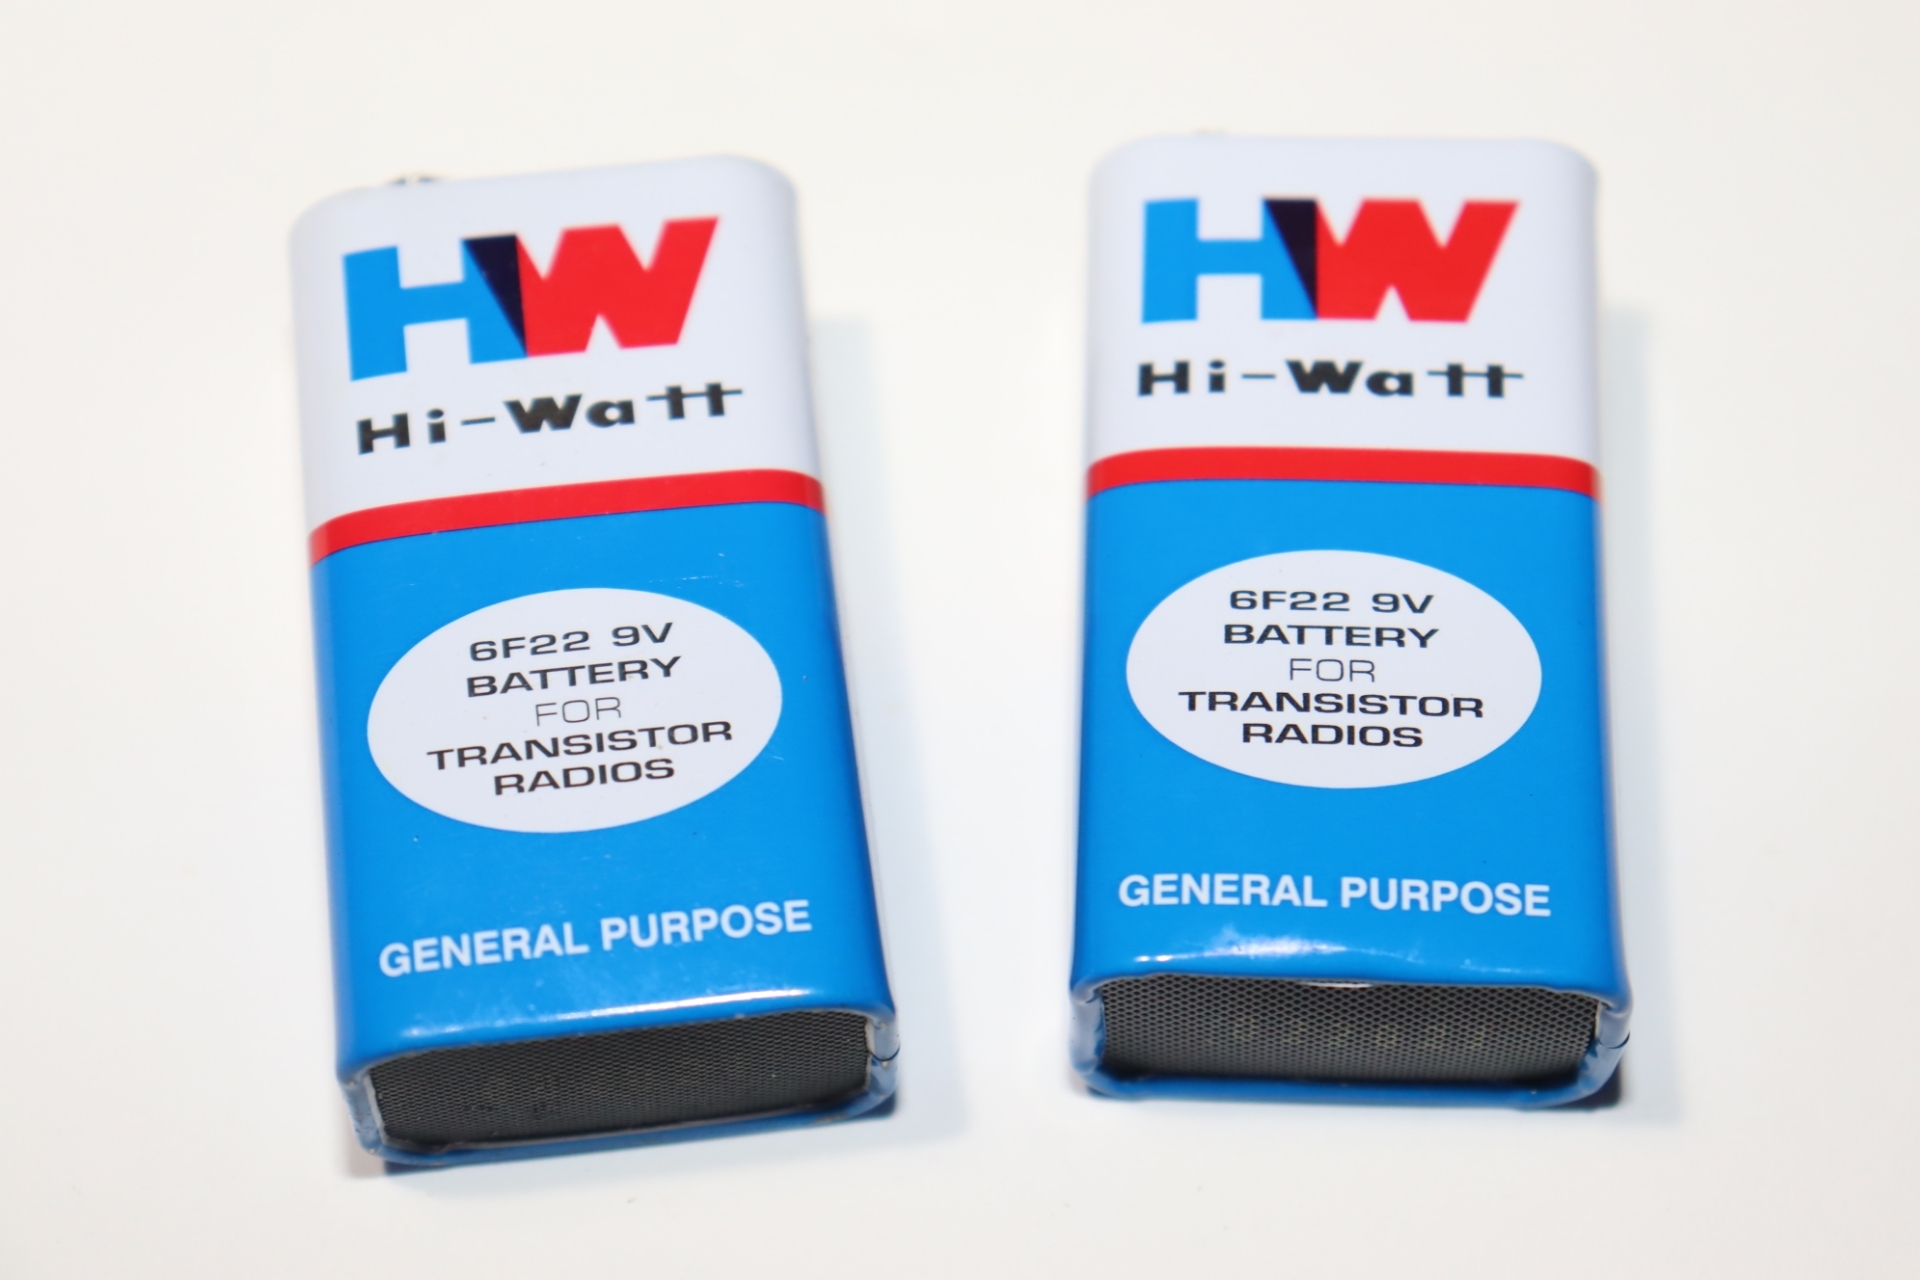 HW
Hi-Watt
6F22 9V
BATTERY
FOR
TRANSISTOR
RADIOS
GENERAL PURPOSE
HW
Hi-Watt
6F22 9V
BATTERY
FOR
TRANSISTOR
RADIOS
GENERAL PURPOSE